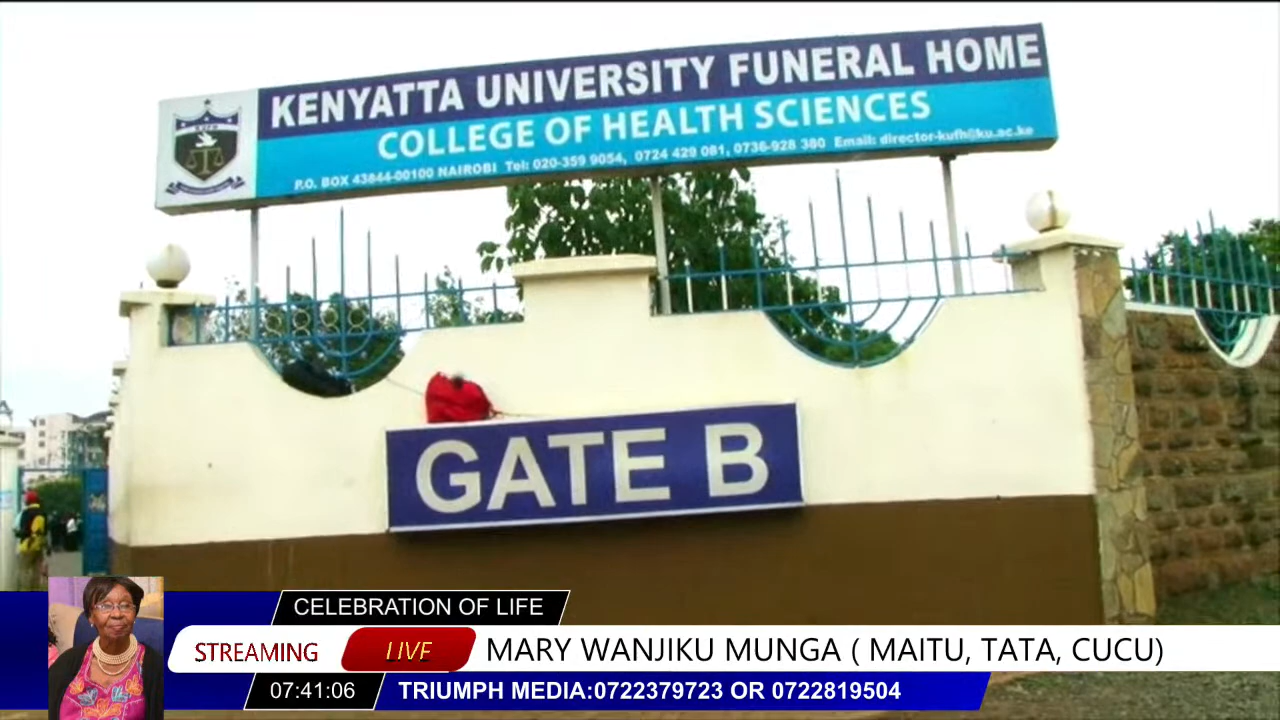 KENYATTA UNIVERSITY FUNERAL HOME
COLLEGE OF HEALTH SCIENCES
P.O. BOX 43844-00100 NAIROBI Tel: 020-359 9054, 0724 429 081, 0736-928 380 Email: director-kufh@ku.ac.ke
GATE B
CELEBRATION OF LIFE
STREAMING LIVE MARY WANJIKU MUNGA ( MAITU, TATA, CUCU)
07:41:06 TRIUMPH MEDIA:0722379723 OR 0722819504